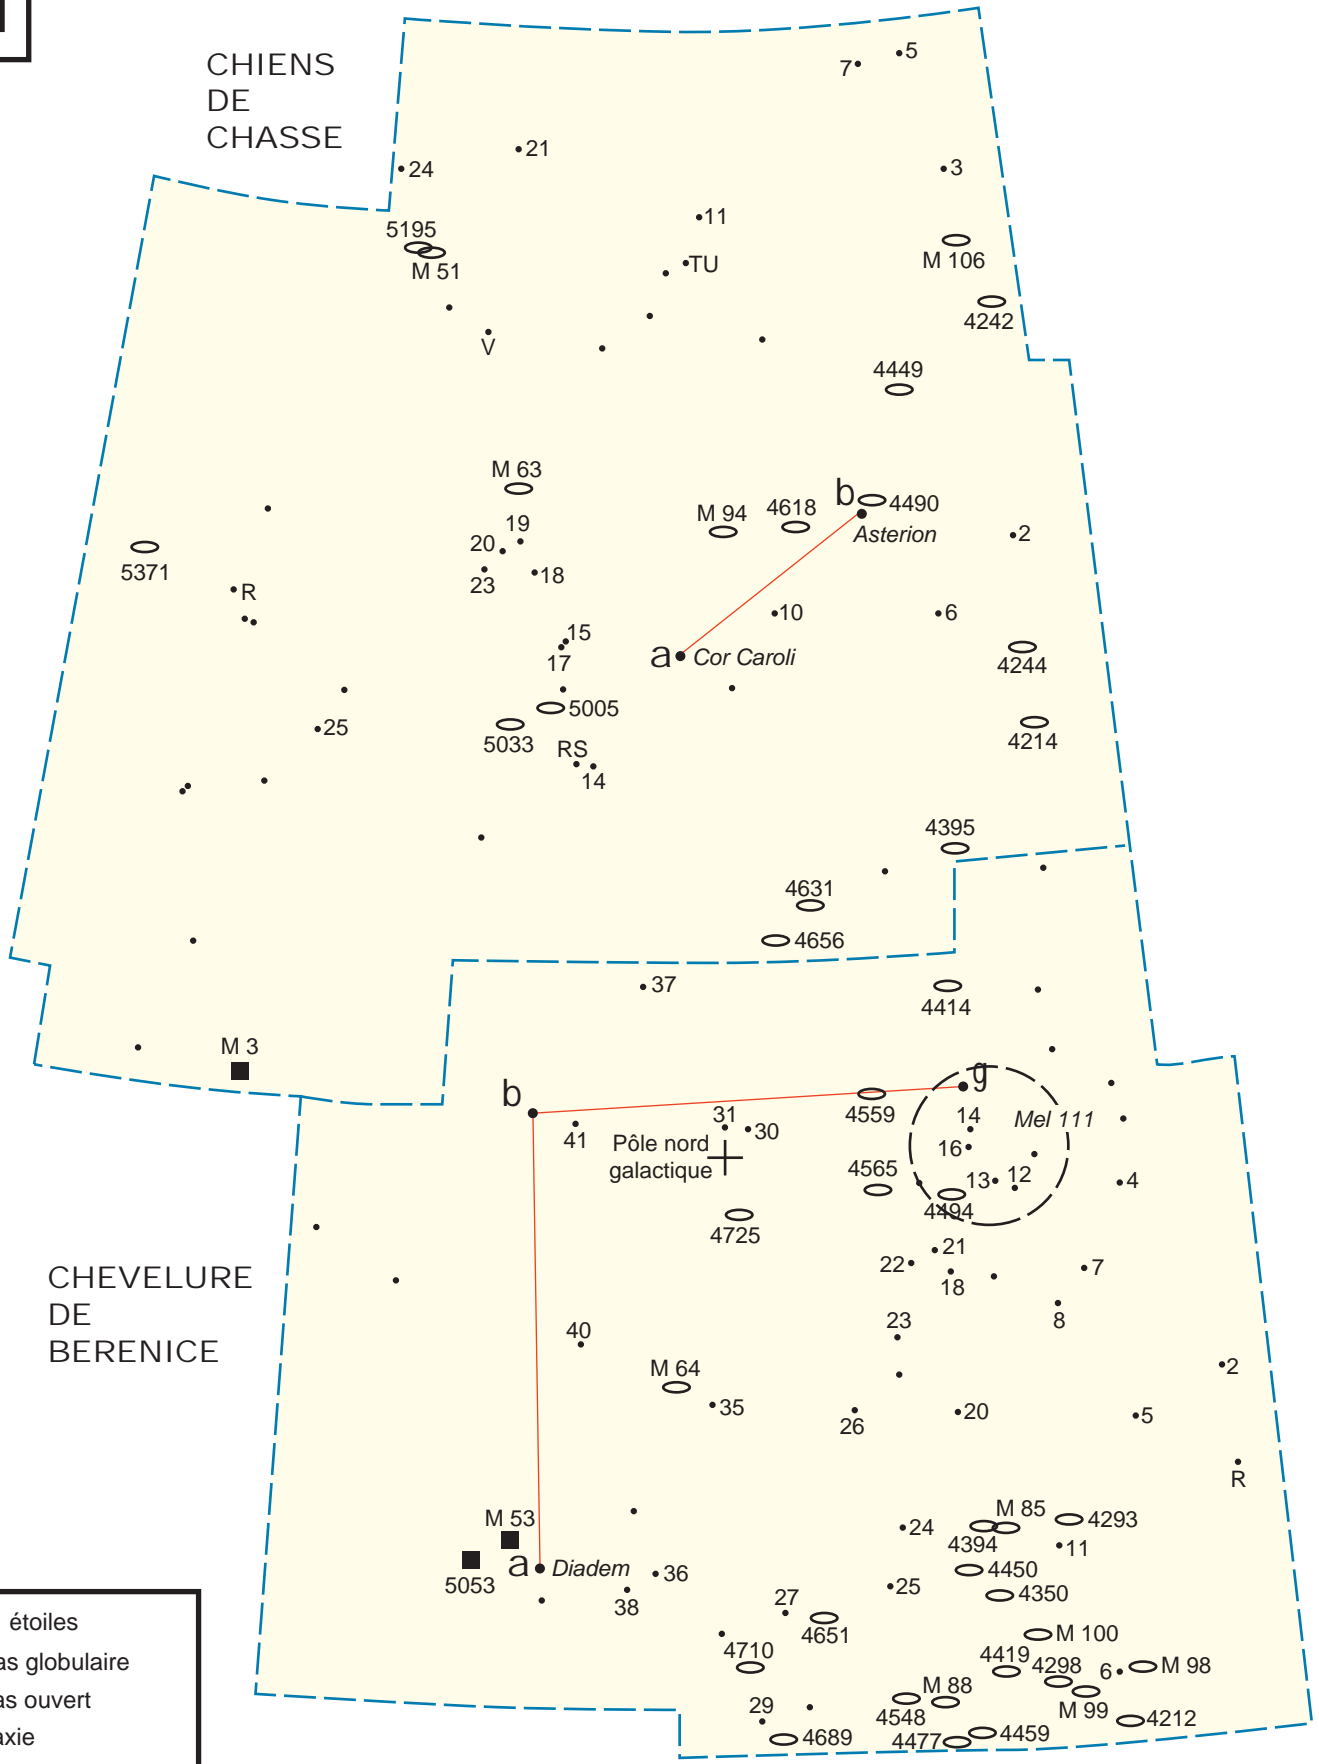 CHIENS
DE
CHASSE
5
7
21
24
3
11
5195
M 51
TU
M 106
4242
V
4449
M 63
M 94
4618
b
4490
Asterion
2
19
20
23
18
5371
R
10
6
15
17
a
Cor Caroli
4244
25
5005
5033
4214
RS
14
4395
4631
4656
37
4414
M 3
g
b
41
31
30
4559
14
Mel 111
Pôle nord
galactique
16
4565
13
12
4
4494
4725
21
22
18
7
CHEVELURE
DE
BERENICE
8
40
23
M 64
35
26
20
2
5
R
M 53
24
M 85
4394
4293
11
5053
a
Diadem
36
38
4450
25
4350
étoiles
27
4651
as globulaire
M 100
4710
4419
4298
6
M 98
as ouvert
M 88
M 99
29
4548
4212
axie
4689
4477
4459